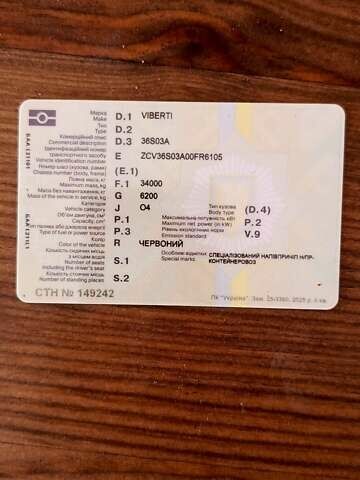 Марка D.1 VIBERTI
Make
Тип D.2
Type
Комерційний опис D.3 36S03A
Commercial description
Ідентифікаційний номер
транспортного засобу E ZCV36S03A00FR6105
Vehicle identification number
Номер шасі (кузова, рами) (E.1)
Chassis number (body, frame)
Повна маса, кг F.1 34000
Maximum mass, kg
Маса без навантаження, кг G 6200
Mass of the vehicle in service, kg
Категорія J O4 Тип кузова (D.4)
Vehicle category Body type
Об'єм двигуна, см³ P.1 Максимальна потужність, кВт P.2
Capacity, cm³ Maximum net power (in kW)
Тип палива або джерело енергії P.3 Рівень екологічних норм V.9
Type of fuel or power source Emission standard
Колір R ЧЕРВОНИЙ Особливі відмітки СПЕЦІАЛІЗОВАНИЙ НАПІВПРИЧІП Н/ПР-
Color of the vehicle Special marks КОНТЕЙНЕРОВОЗ
Кількість сидячих місць
з місцем водія S.1
Number of seats
including the driver's seat
Кількість стоячих місць S.2
Number of standing places
СТН № 149242